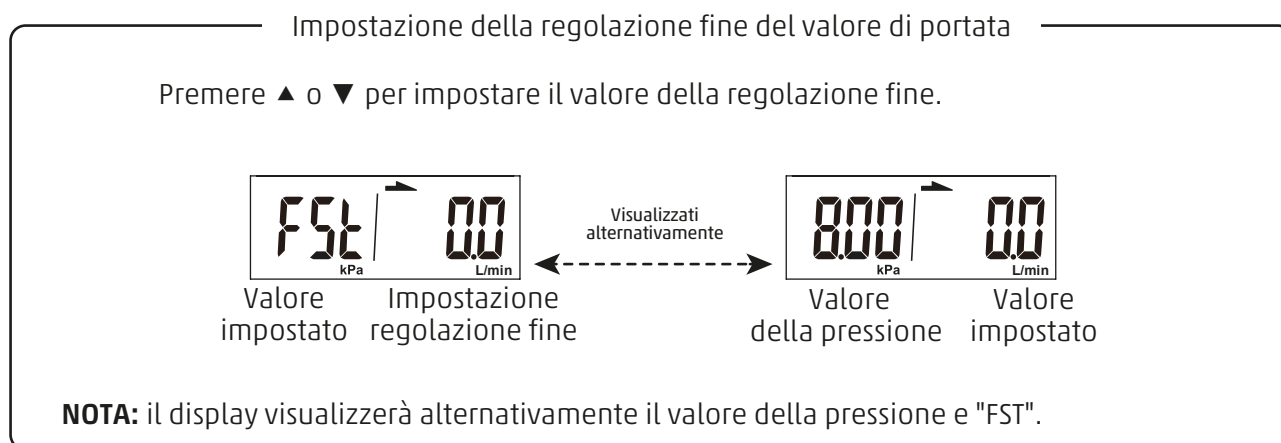 Impostazione della regolazione fine del valore di portata
Premere ▲ o ▼ per impostare il valore della regolazione fine.
FSt 0.0
kPa L/min
Visualizzati
alternativamente
8.00 0.0
kPa L/min
Valore
impostato
Impostazione
regolazione fine
Valore
della pressione
Valore
impostato
NOTA: il display visualizzerà alternativamente il valore della pressione e "FST".